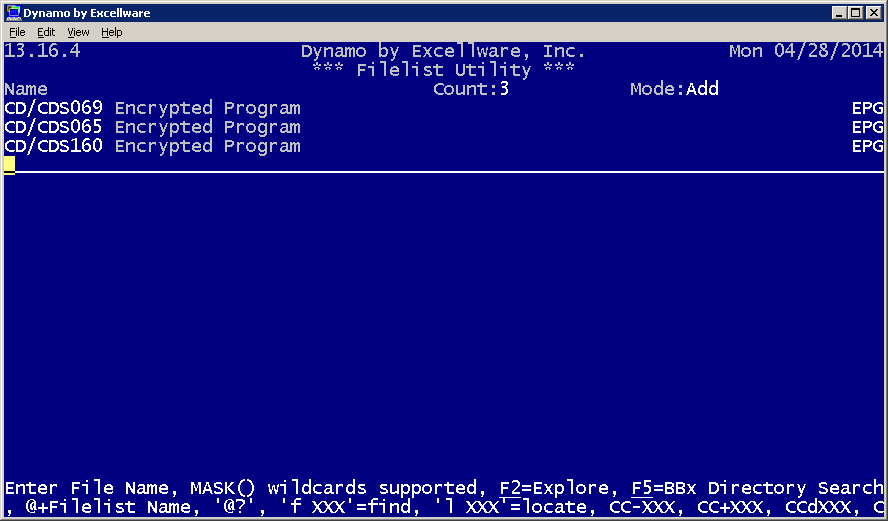 Dynamo by Excellware
File Edit View Help
13.16.4 Dynamo by Excellware, Inc. Mon 04/28/2014
*** Filelist Utility ***
Name Count:3 Mode:Add
CD/CDS069 Encrypted Program EPG
CD/CDS065 Encrypted Program EPG
CD/CDS160 Encrypted Program EPG
Enter File Name, MASK() wildcards supported, F2=Explore, F5=BBx Directory Search
, @+Filelist Name, '@?', 'f XXX'=find, 'l XXX'=locate, CC-XXX, CC+XXX, CCdXXX, C